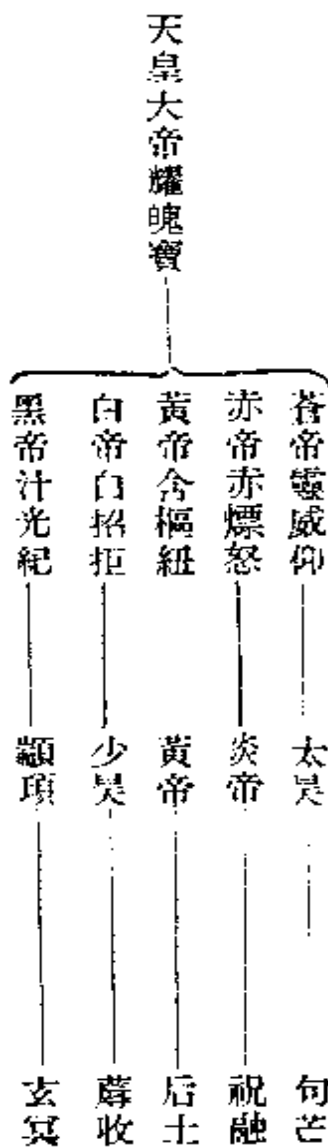 天皇大帝耀魄寶
蒼帝靈威仰
太昊
句芒
赤帝赤熛怒
炎帝
祝融
黃帝含樞紐
黃帝
后土
白帝白招拒
少昊
蓐收
黑帝汁光紀
顓頊
玄冥